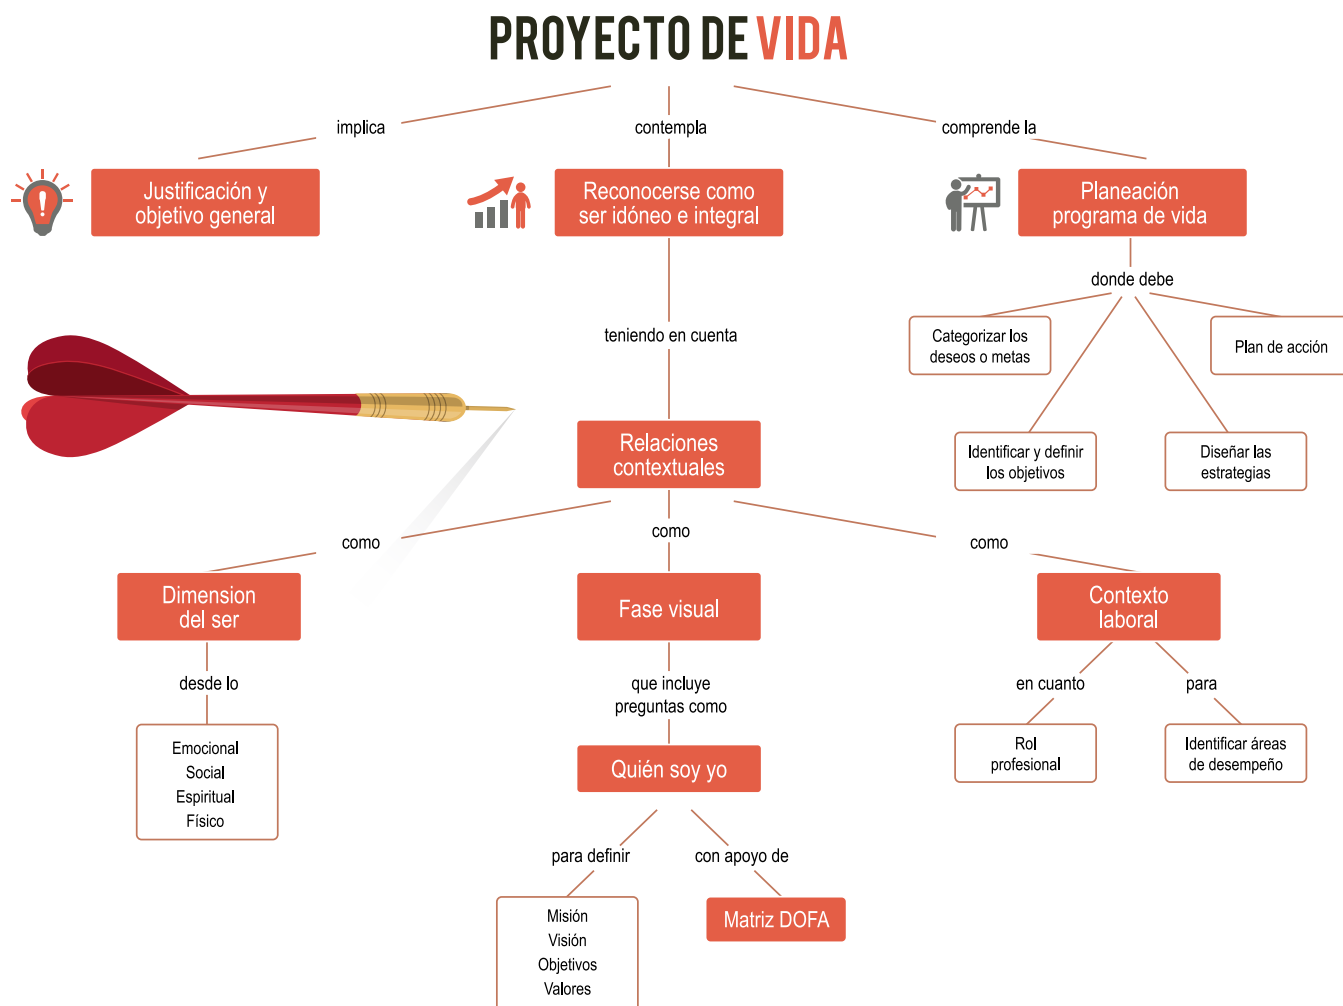 PROYECTO DE VIDA
implica
contempla
comprende la
Justificación y
objetivo general
Reconocerse como
ser idóneo e integral
Planeación
programa de vida
donde debe
Categorizar los
deseos o metas
Plan de acción
Identificar y definir
los objetivos
Diseñar las
estrategias
teniendo en cuenta
Relaciones
contextuales
como
como
como
Dimension
del ser
Fase visual
Contexto
laboral
desde lo
que incluye
preguntas como
en cuanto
para
Emocional
Social
Espiritual
Físico
Quién soy yo
Rol
profesional
Identificar áreas
de desempeño
para definir
con apoyo de
Misión
Visión
Objetivos
Valores
Matriz DOFA